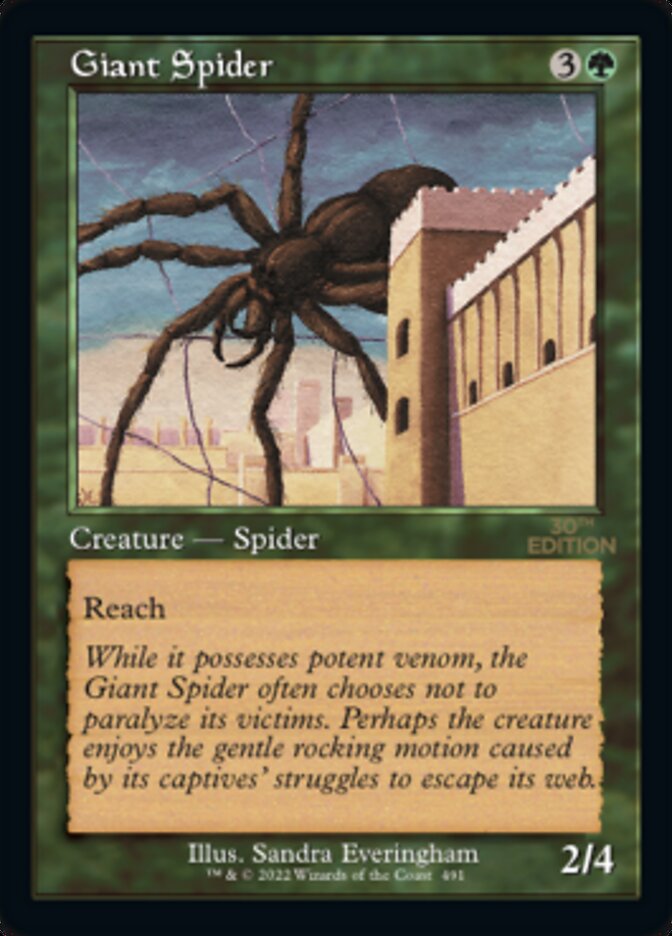 Giant Spider 3
Creature — Spider
30TH
EDITION
Reach
While it possesses potent venom, the
Giant Spider often chooses not to
paralyze its victims. Perhaps the creature
enjoys the gentle rocking motion caused
by its captives' struggles to escape its web.
Illus. Sandra Everingham
™ & © 2022 Wizards of the Coast 491
2/4